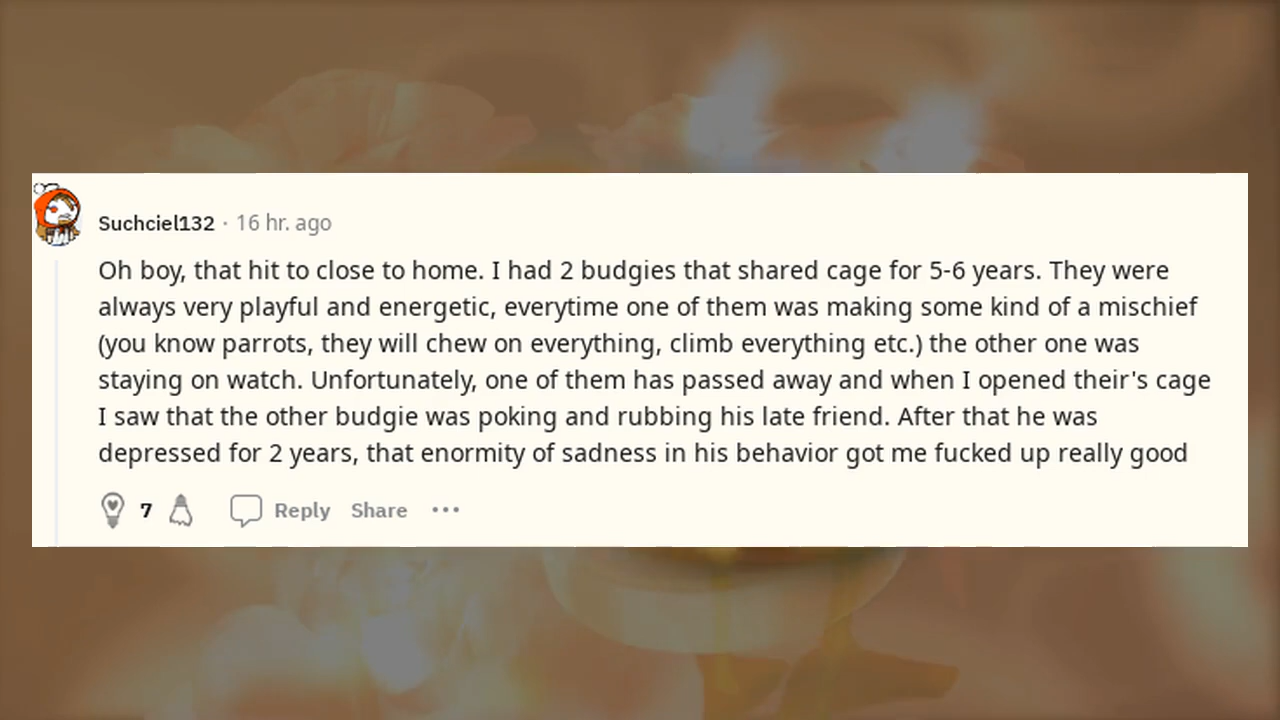 Suchciel132 · 16 hr. ago
Oh boy, that hit to close to home. I had 2 budgies that shared cage for 5-6 years. They were
always very playful and energetic, everytime one of them was making some kind of a mischief
(you know parrots, they will chew on everything, climb everything etc.) the other one was
staying on watch. Unfortunately, one of them has passed away and when I opened their's cage
I saw that the other budgie was poking and rubbing his late friend. After that he was
depressed for 2 years, that enormity of sadness in his behavior got me fucked up really good
7 Reply Share ···